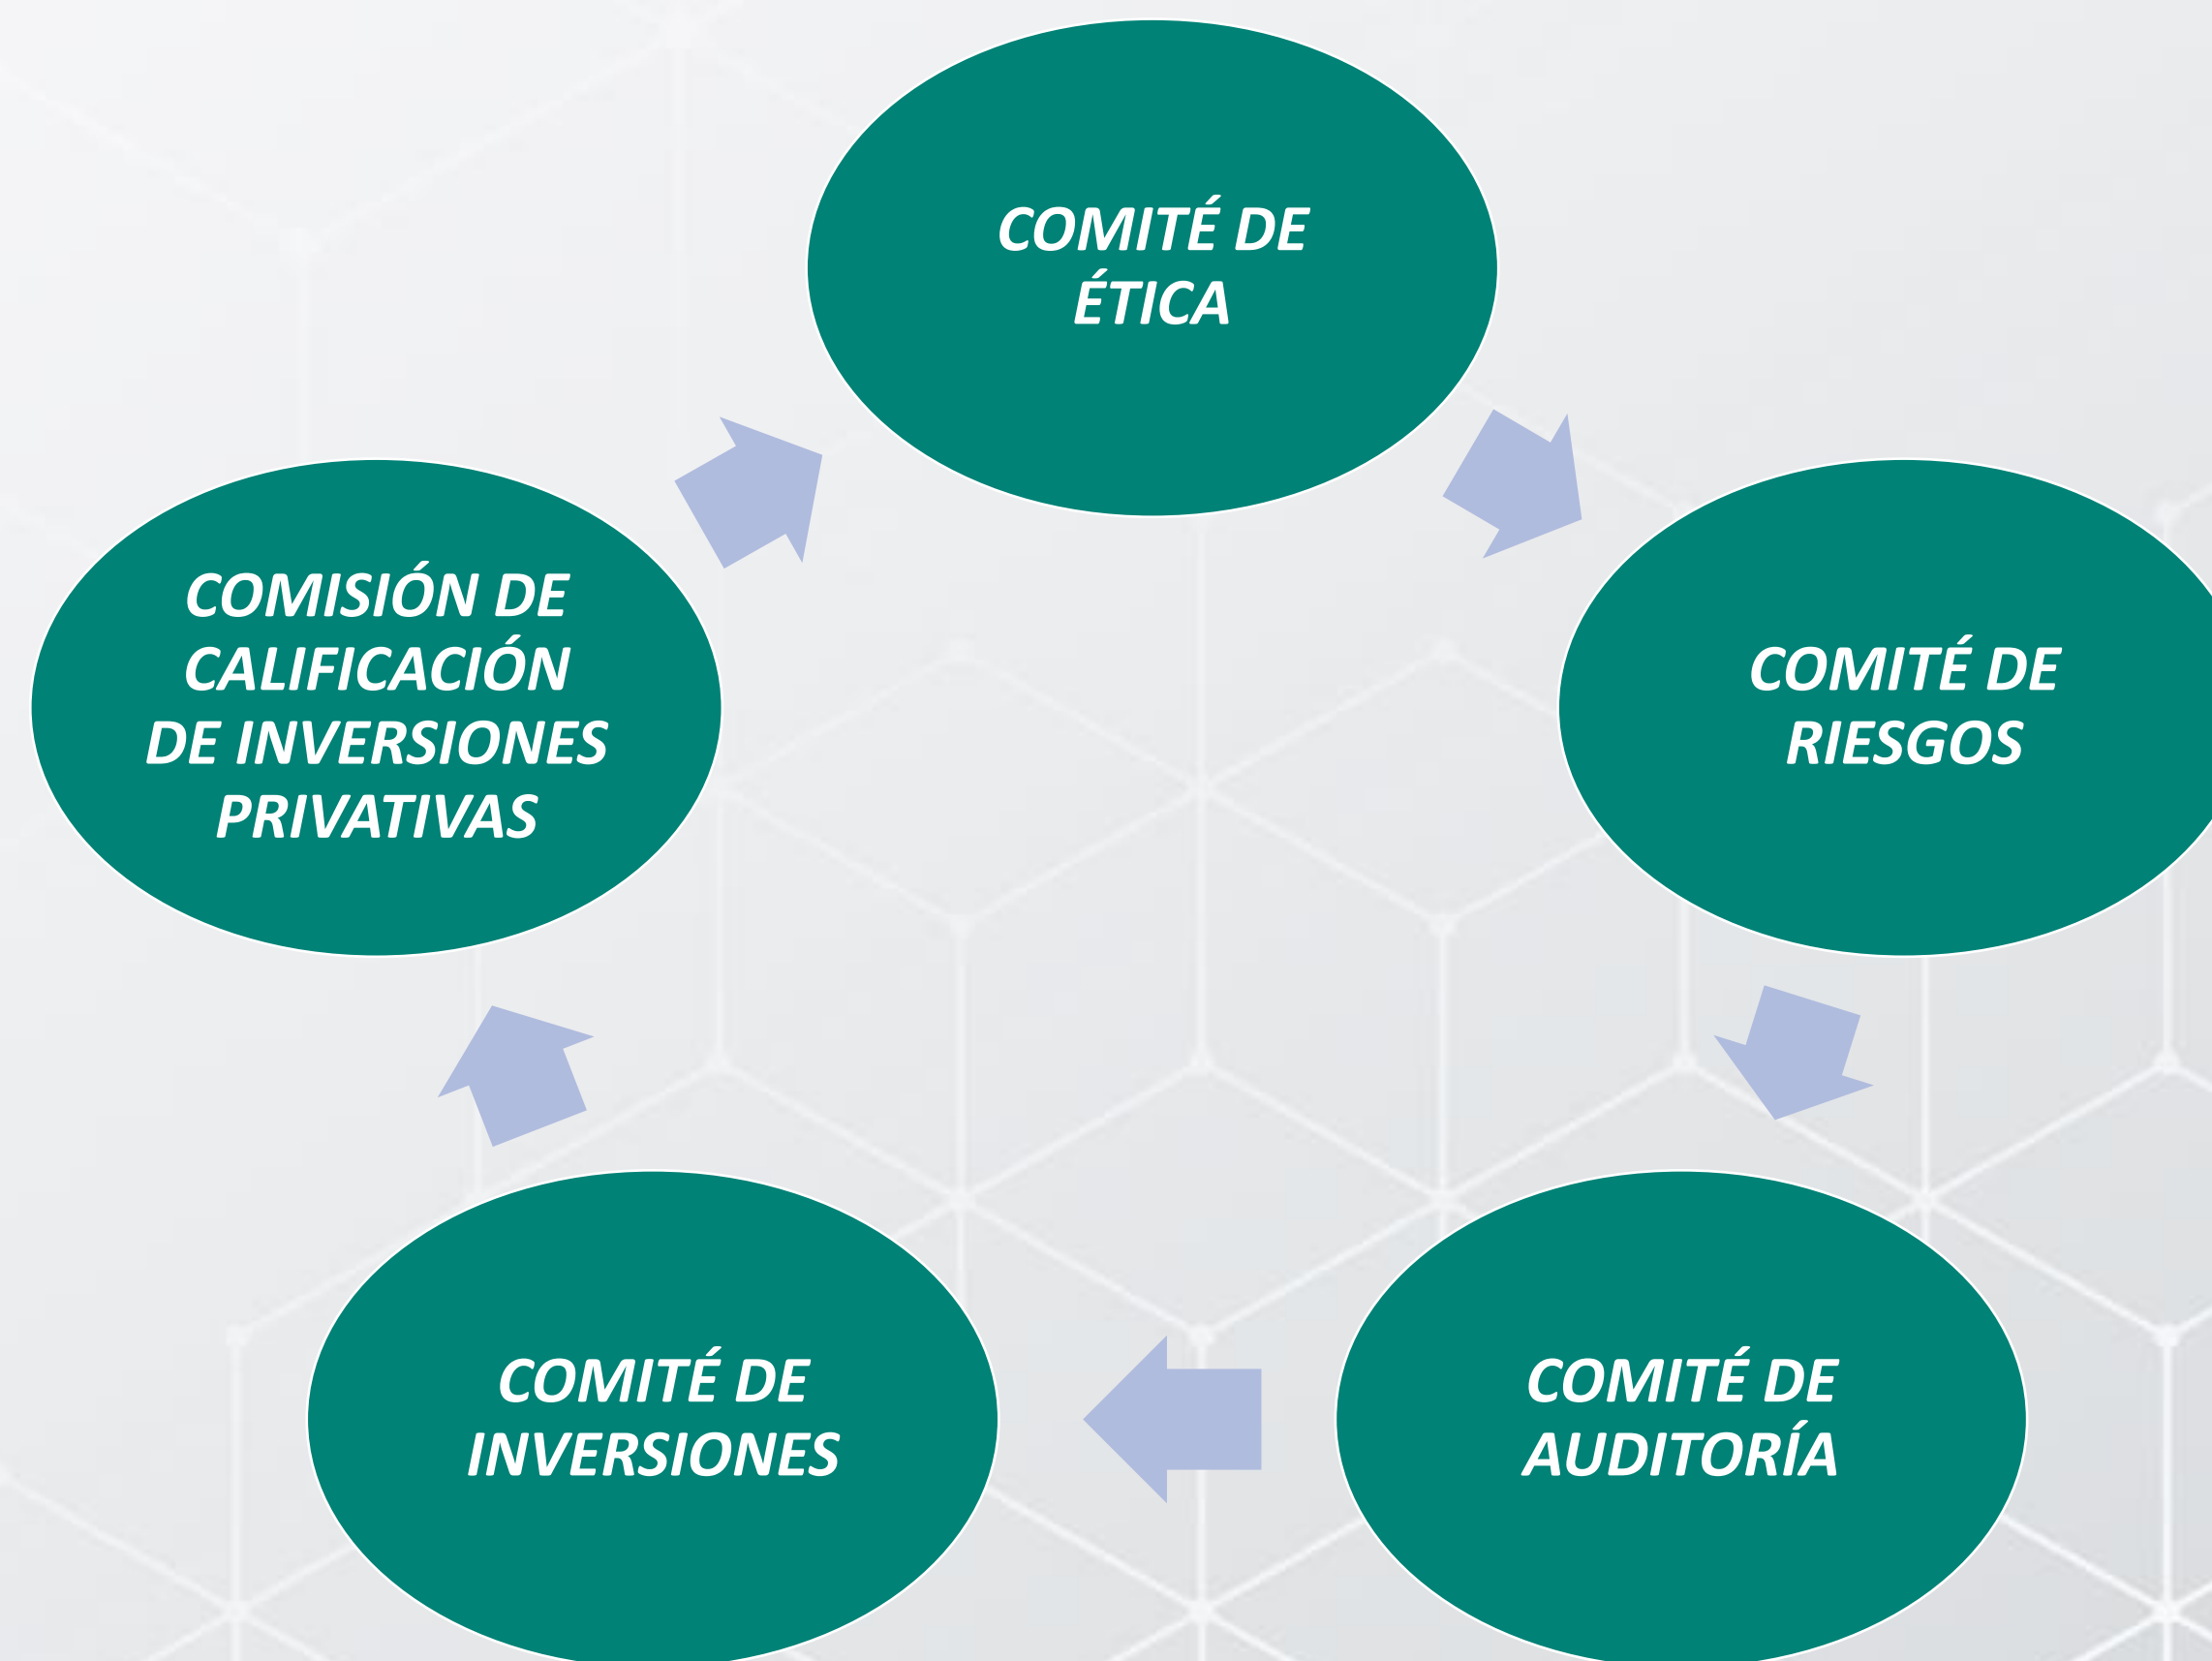 COMITÉ DE
ÉTICA
COMITÉ DE
RIESGOS
COMITÉ DE
AUDITORÍA
COMITÉ DE
INVERSIONES
COMISIÓN DE
CALIFICACIÓN
DE INVERSIONES
PRIVATIVAS